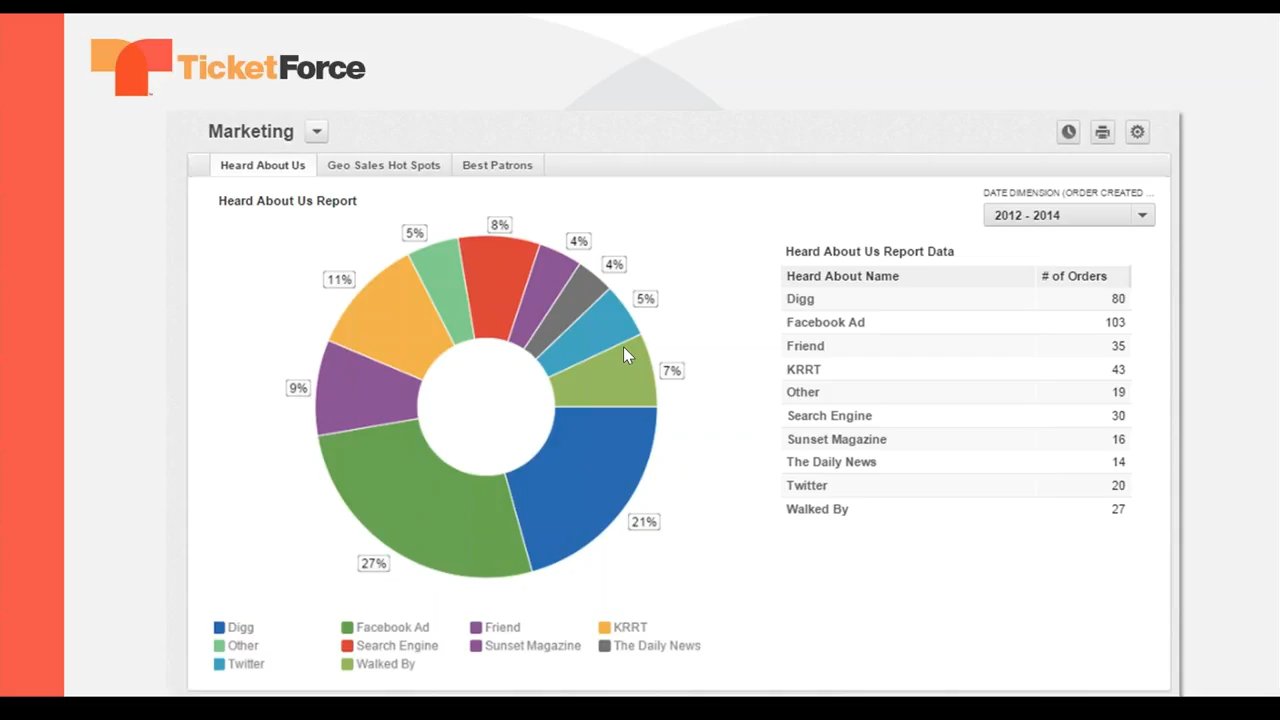 TicketForce
Marketing
Heard About Us Geo Sales Hot Spots Best Patrons
Heard About Us Report
DATE DIMENSION (ORDER CREATED ...
2012 - 2014
8%
5%
4%
4%
11%
5%
7%
9%
21%
27%
Heard About Us Report Data
Heard About Name # of Orders
Digg 80
Facebook Ad 103
Friend 35
KRRT 43
Other 19
Search Engine 30
Sunset Magazine 16
The Daily News 14
Twitter 20
Walked By 27
Digg Facebook Ad Friend KRRT
Other Search Engine Sunset Magazine The Daily News
Twitter Walked By